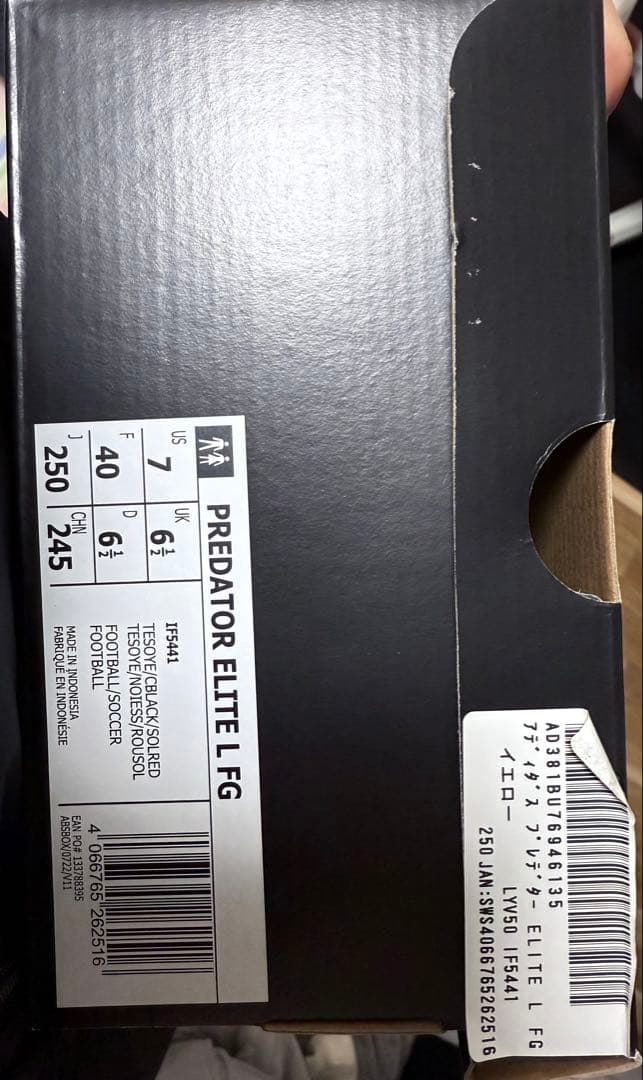 PREDATOR ELITE L FG
US 7
UK 6½
F 40
D 6½
J 250
CHN 245
IF5441
TESOYE/CBLACK/SOLRED
TESOYE/NOIESS/ROUSOL
FOOTBALL/SOCCER
FOOTBALL
MADE IN INDONESIA
FABRIQUÉ EN INDONÉSIE
4 066765 262516
EAN PO# 133788395
ABSBOX/0722/V11
AD381BU76946135
アディダス プレデター ELITE L FG
イエロー LYV50 IF5441
250 JAN:SWS4066765262516